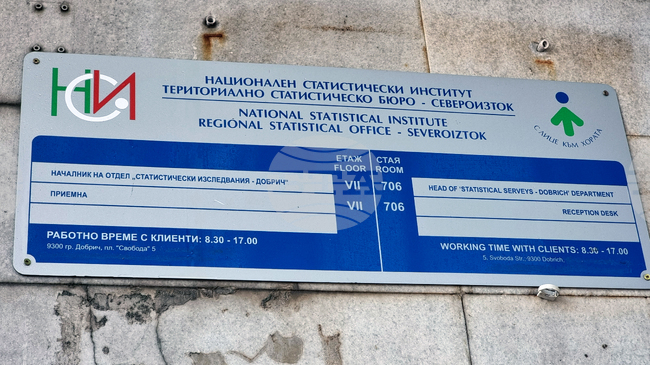 НСИ
НАЦИОНАЛЕН СТАТИСТИЧЕСКИ ИНСТИТУТ
ТЕРИТОРИАЛНО СТАТИСТИЧЕСКО БЮРО - СЕВЕРОИЗТОК
NATIONAL STATISTICAL INSTITUTE
REGIONAL STATISTICAL OFFICE - SEVEROIZTOK
С ЛИЦЕ КЪМ ХОРАТА
ЕТАЖ СТАЯ
FLOOR ROOM
НАЧАЛНИК НА ОТДЕЛ „СТАТИСТИЧЕСКИ ИЗСЛЕДВАНИЯ - ДОБРИЧ" VII 706 HEAD OF 'STATISTICAL SERVEYS - DOBRICH' DEPARTMENT
ПРИЕМНА VII 706 RECEPTION DESK
РАБОТНО ВРЕМЕ С КЛИЕНТИ: 8.30 - 17.00
9300 гр. Добрич, пл. "Свобода" 5
WORKING TIME WITH CLIENTS: 8.30 - 17.00
5, Svoboda Str., 9300 Dobrich.